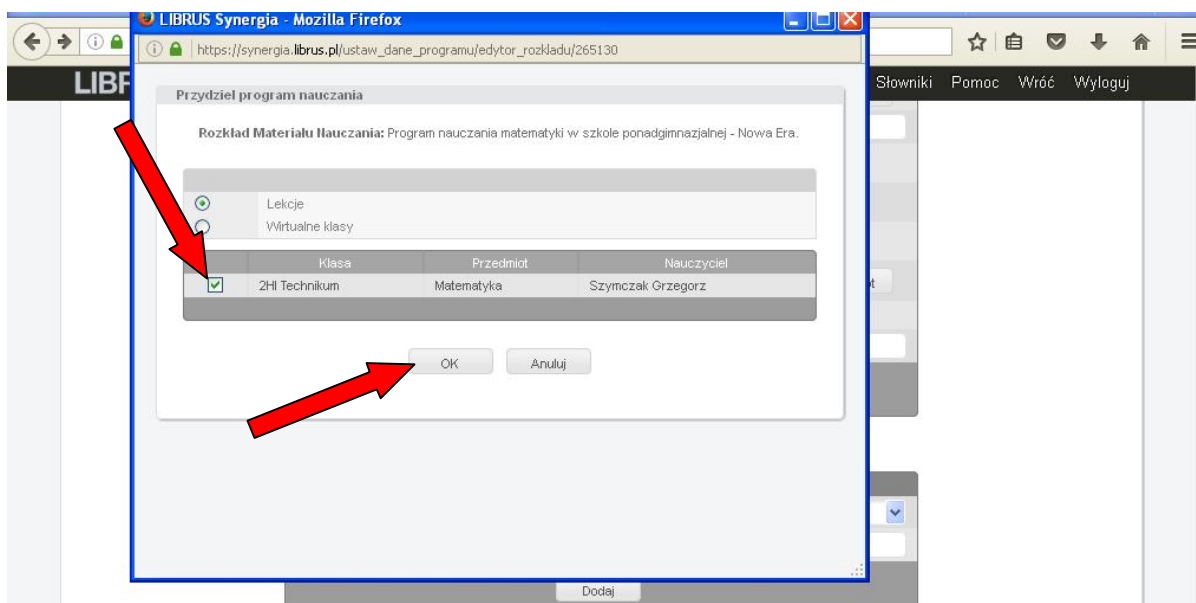 LIBRUS Synergia - Mozilla Firefox
https://synergia.librus.pl/ustaw_dane_programu/edytor_rozkladu/265130
Słowniki Pomoc Wróć Wyloguj
Przydziel program nauczania
Rozkład Materiału Nauczania: Program nauczania matematyki w szkole ponadgimnazjalnej - Nowa Era.
Lekcje
Wirtualne klasy
Klasa Przedmiot Nauczyciel
2HI Technikum Matematyka Szymczak Grzegorz
OK Anuluj
Dodaj